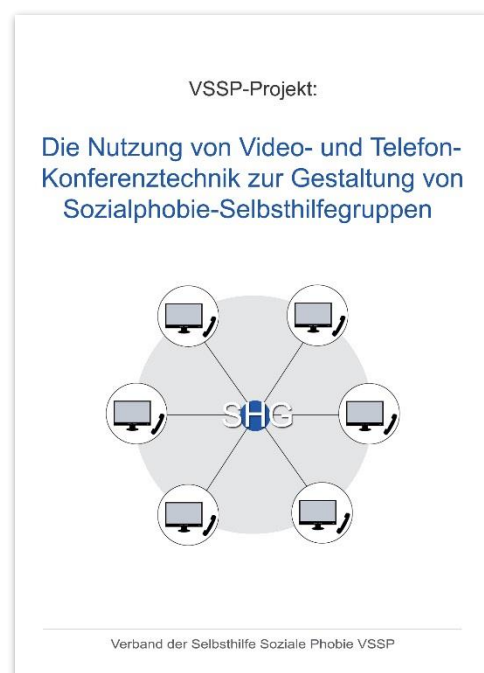 VSSP-Projekt:
Die Nutzung von Video- und Telefon-
Konferenztechnik zur Gestaltung von
Sozialphobie-Selbsthilfegruppen
SHG
Verband der Selbsthilfe Soziale Phobie VSSP